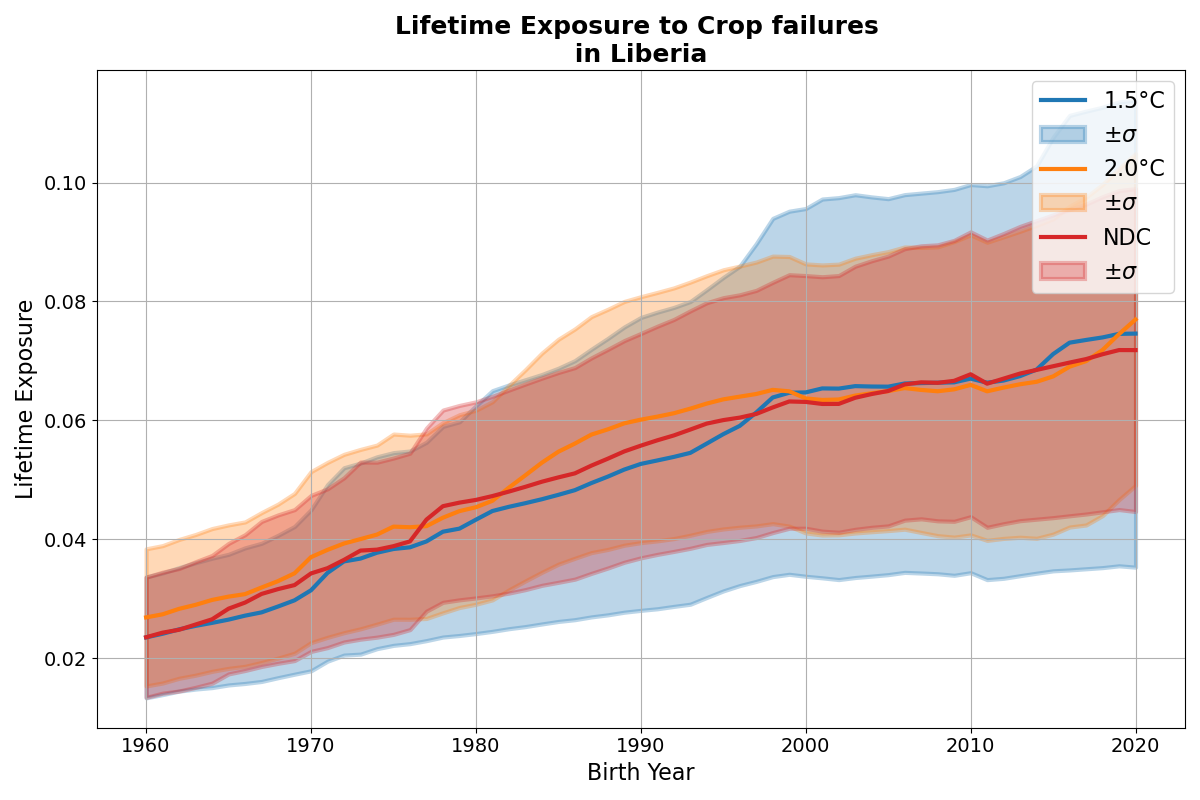 Lifetime Exposure to Crop failures
in Liberia
1.5°C
±σ
2.0°C
±σ
NDC
±σ
Lifetime Exposure
0.10
0.08
0.06
0.04
0.02
1960 1970 1980 1990 2000 2010 2020
Birth Year